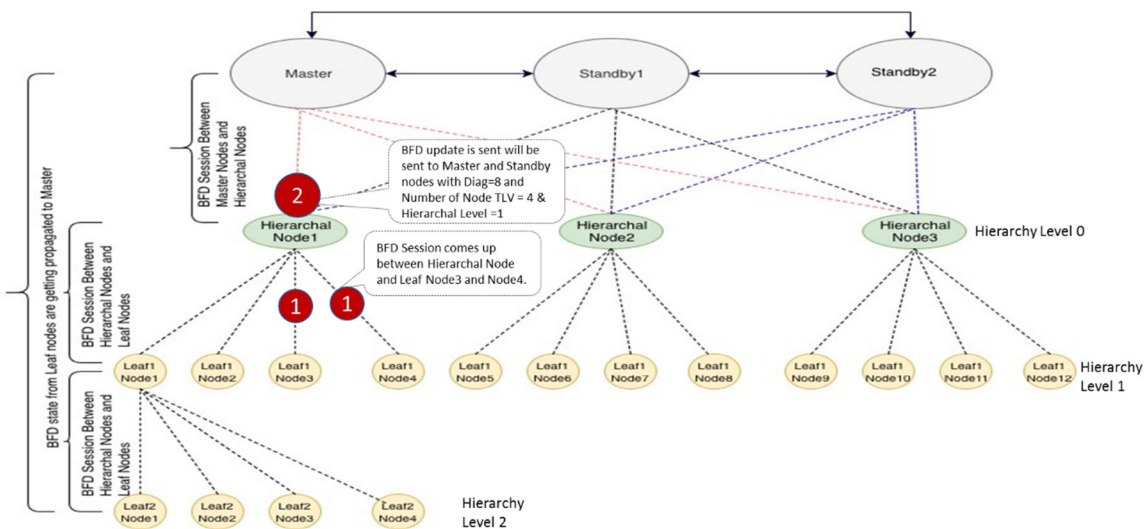 Master
Standby1
Standby2
BFD Session Between
Master Nodes and
Hierarchal Nodes
BFD update is sent will be
sent to Master and Standby
nodes with Diag=8 and
Number of Node TLV = 4 &
Hierarchal Level =1
2
Hierarchal
Node1
Hierarchal
Node2
Hierarchal
Node3
Hierarchy Level 0
BFD Session comes up
between Hierarchal Node
and Leaf Node3 and Node4.
1
1
BFD state from Leaf nodes are getting propagated to Master
BFD Session Between
Hierarchal Nodes and
Leaf Nodes
Leaf1
Node1
Leaf1
Node2
Leaf1
Node3
Leaf1
Node4
Leaf1
Node5
Leaf1
Node6
Leaf1
Node7
Leaf1
Node8
Leaf1
Node9
Leaf1
Node10
Leaf1
Node11
Leaf1
Node12
Hierarchy
Level 1
BFD Session Between
Hierarchal Nodes and
Leaf Nodes
Leaf2
Node1
Leaf2
Node2
Leaf2
Node3
Leaf2
Node4
Hierarchy
Level 2